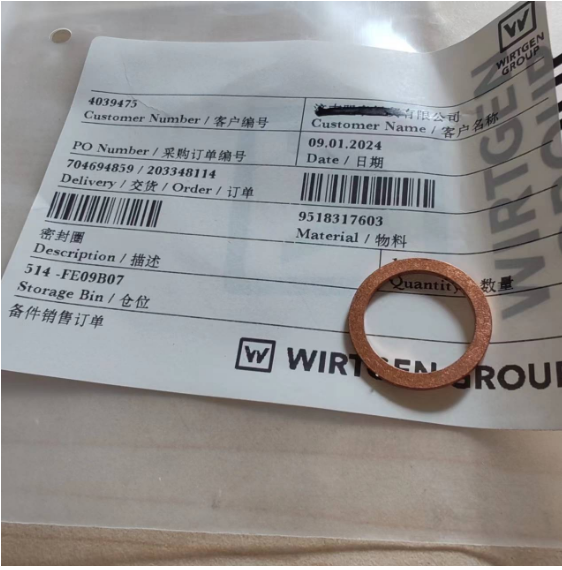 WIRTGEN
GROUP
4039475
Customer Number / 客户编号
有限公司
Customer Name / 客户名称
PO Number / 采购订单编号
09.01.2024
Date / 日期
704694859 / 203348114
Delivery / 交货 / Order / 订单
9518317603
Material / 物料
密封圈
Description / 描述
Quantity 数量
514 -FE09B07
Storage Bin / 仓位
备件销售订单
WIRTGEN GROUP
WIRTGEN